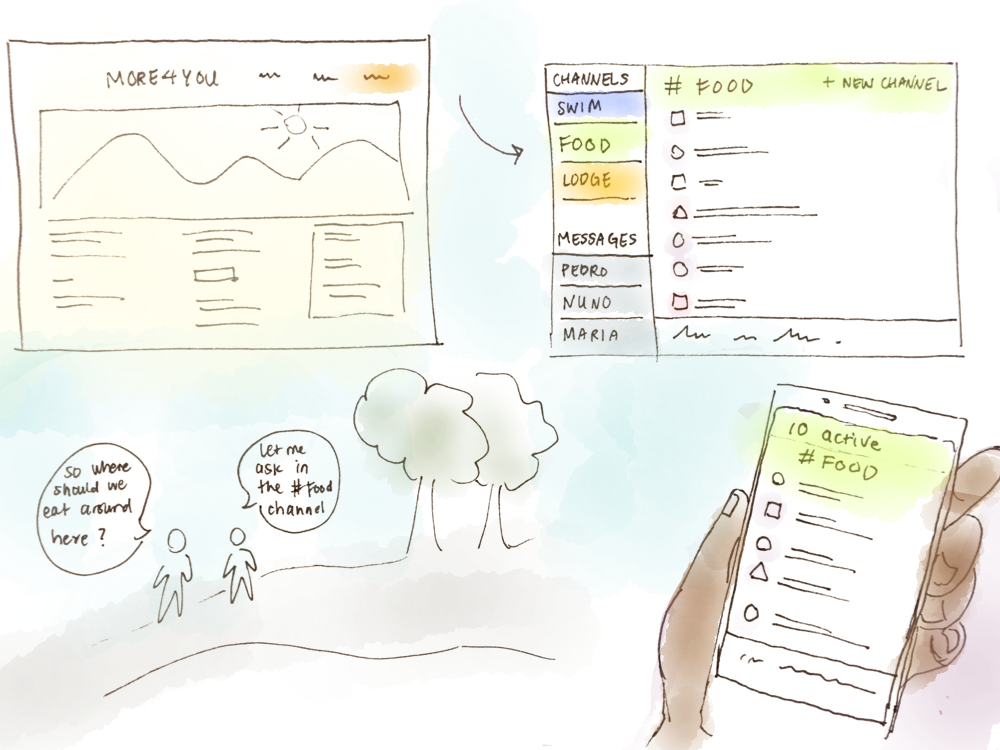 MORE4YOU
CHANNELS
SWIM
FOOD
LODGE
MESSAGES
PEDRO
NUNO
MARIA
# FOOD + NEW CHANNEL
So where
should we
eat around
here ?
Let me
ask in
the #Food
channel
10 active
#FOOD